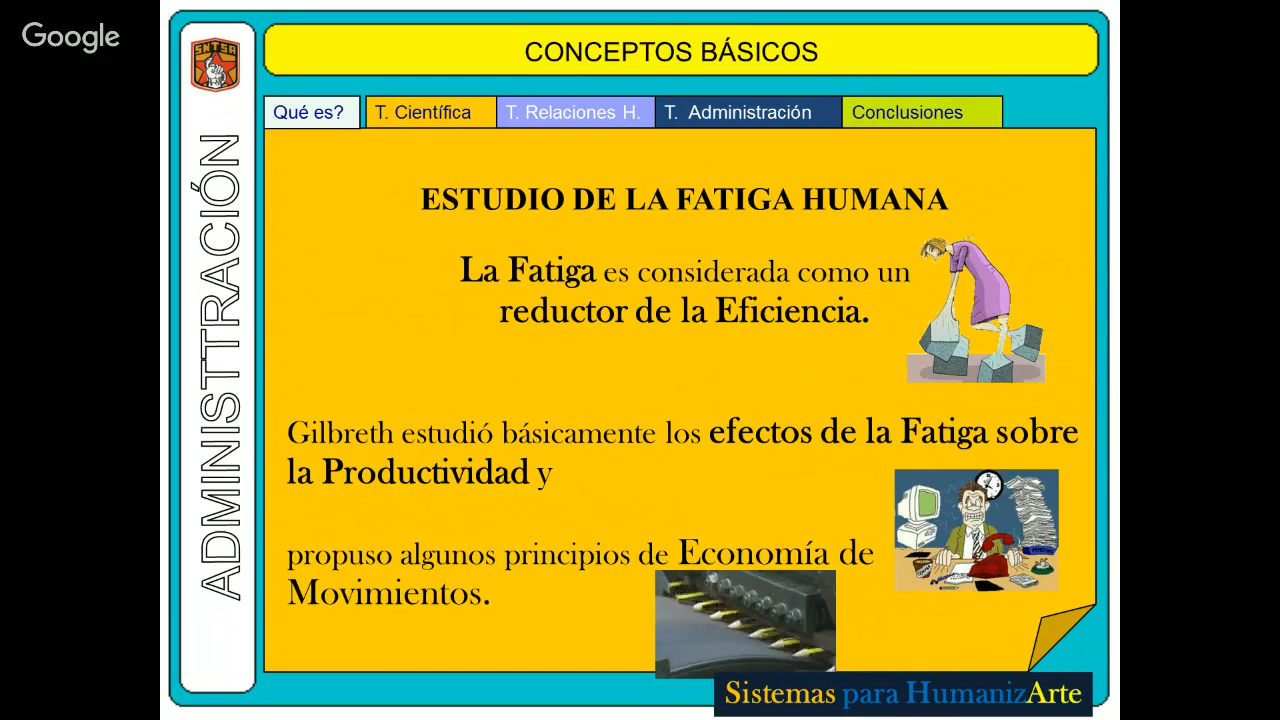 Google
SNTSA
CONCEPTOS BÁSICOS
Qué es?
T. Científica
T. Relaciones H.
T. Administración
Conclusiones
ADMINISTTRACIÓN
ESTUDIO DE LA FATIGA HUMANA
La Fatiga es considerada como un
reductor de la Eficiencia.
Gilbreth estudió básicamente los efectos de la Fatiga sobre
la Productividad y
propuso algunos principios de Economía de
Movimientos.
Sistemas para HumanizArte